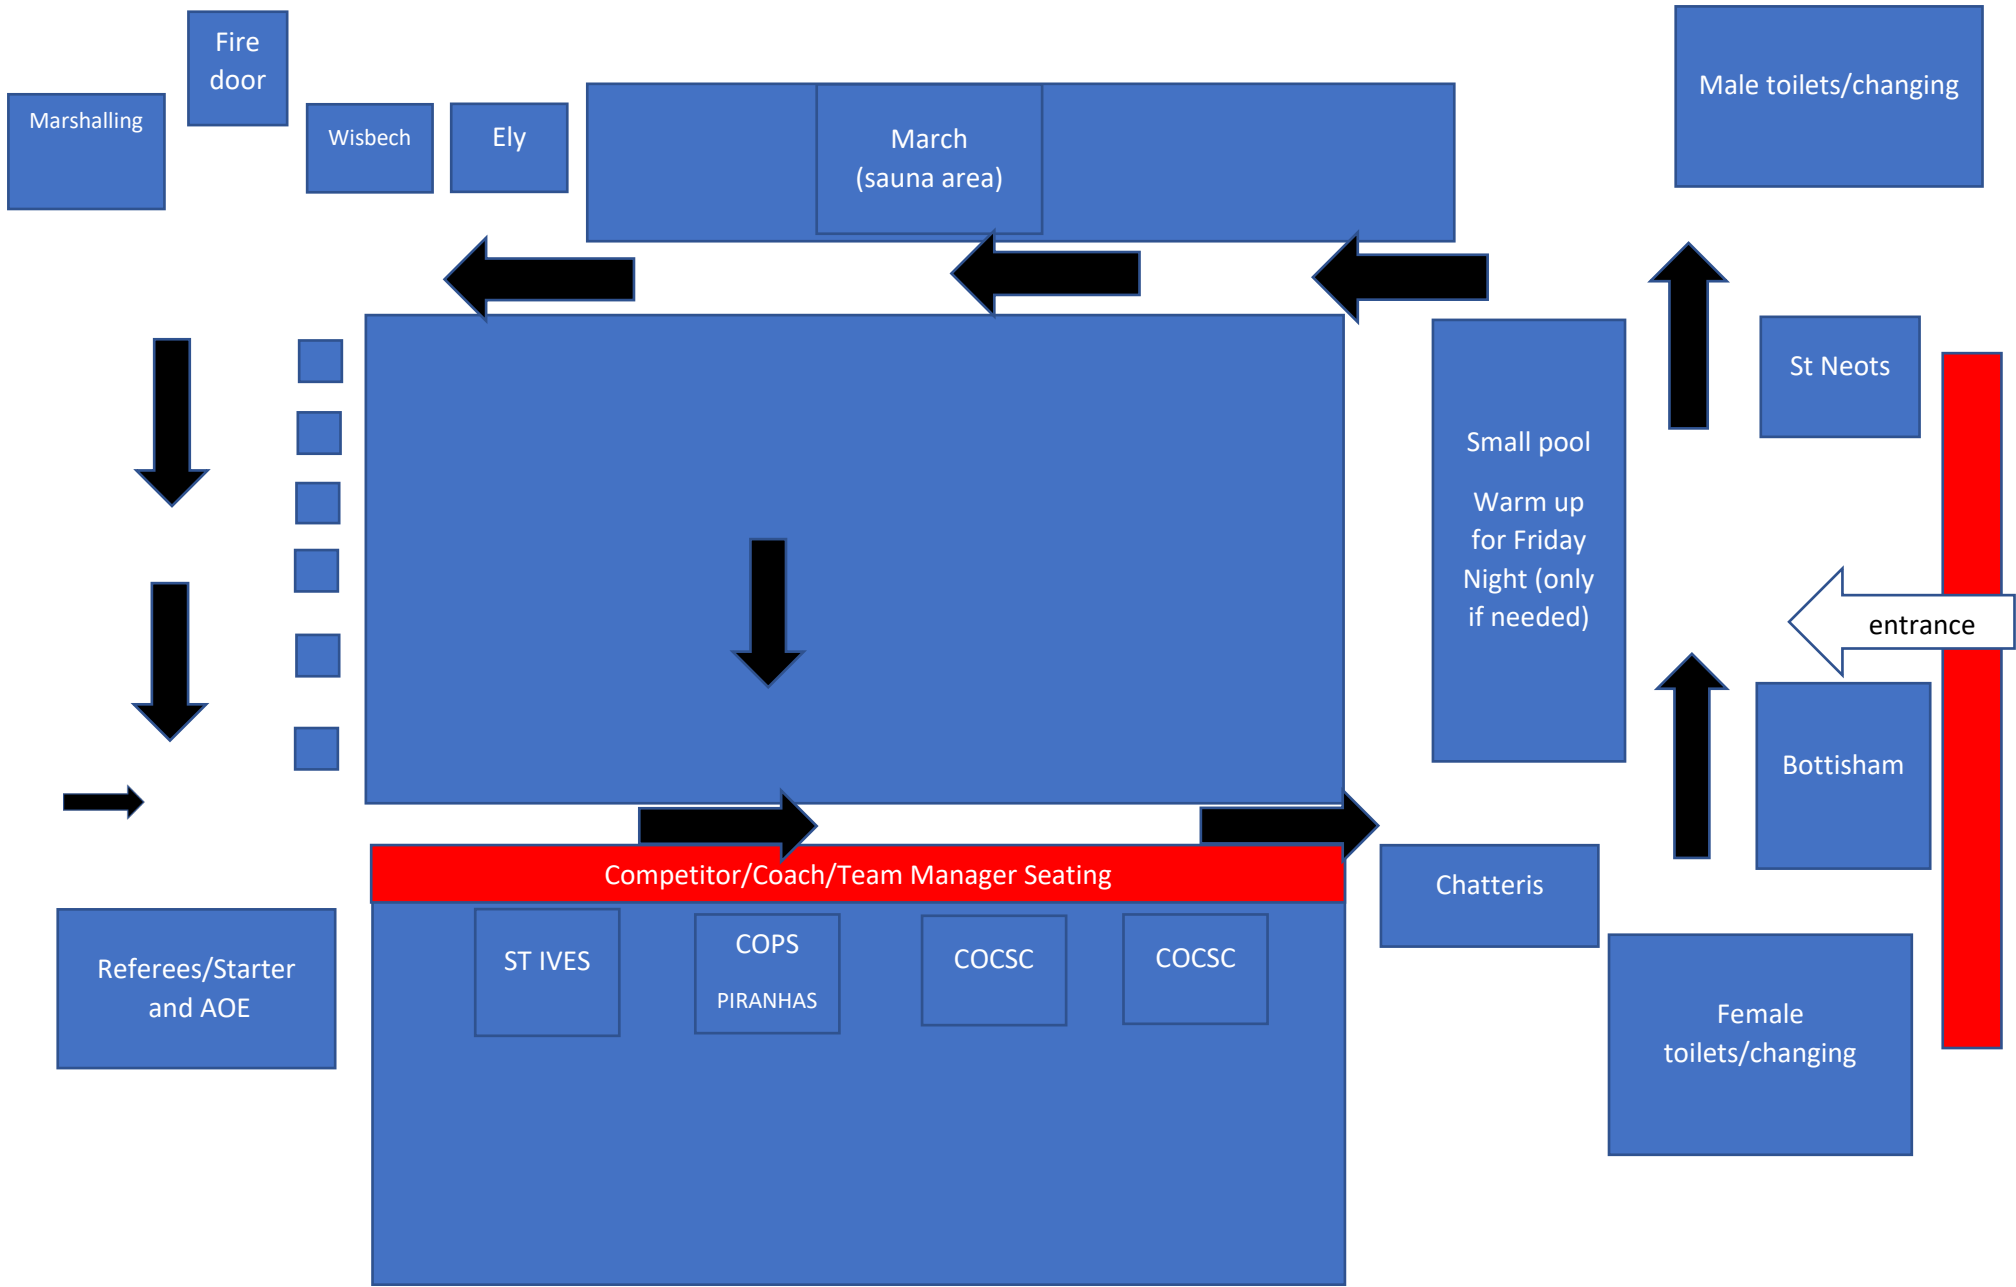 Fire
door
Marshalling
Wisbech
Ely
March
(sauna area)
Male toilets/changing
St Neots
Small pool
Warm up
for Friday
Night (only
if needed)
entrance
Bottisham
Competitor/Coach/Team Manager Seating
Chatteris
Referees/Starter
and AOE
ST IVES
COPS
PIRANHAS
COCSC
COCSC
Female
toilets/changing